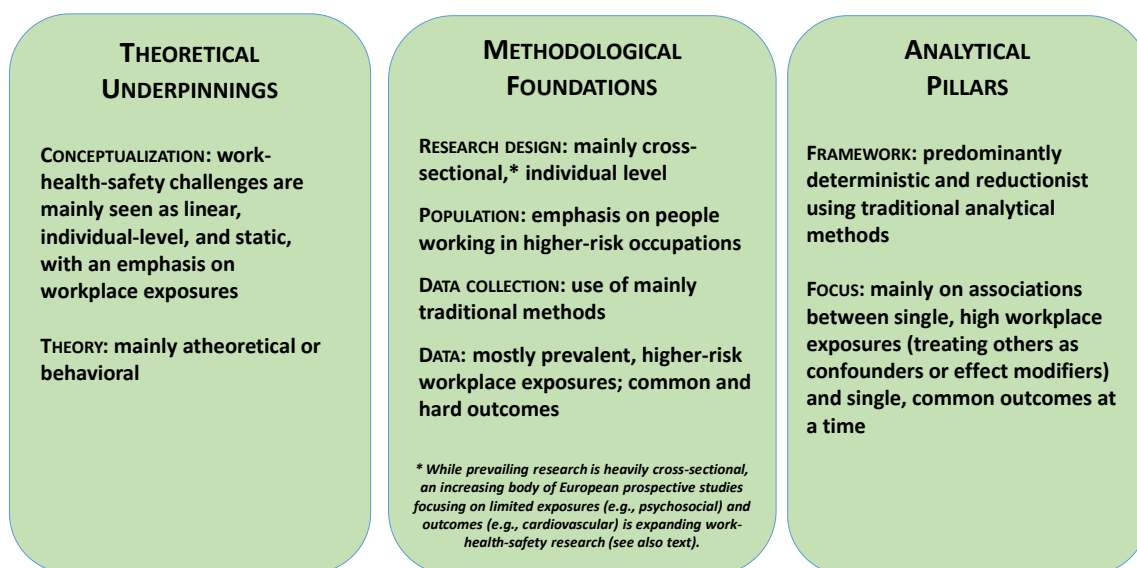 THEORETICAL
UNDERPINNINGS
CONCEPTUALIZATION: work-
health-safety challenges are
mainly seen as linear,
individual-level, and static,
with an emphasis on
workplace exposures
THEORY: mainly atheoretical or
behavioral
METHODOLOGICAL
FOUNDATIONS
RESEARCH DESIGN: mainly cross-
sectional,* individual level
POPULATION: emphasis on people
working in higher-risk occupations
DATA COLLECTION: use of mainly
traditional methods
DATA: mostly prevalent, higher-risk
workplace exposures; common and
hard outcomes
* While prevailing research is heavily cross-sectional,
an increasing body of European prospective studies
focusing on limited exposures (e.g., psychosocial) and
outcomes (e.g., cardiovascular) is expanding work-
health-safety research (see also text).
ANALYTICAL
PILLARS
FRAMEWORK: predominantly
deterministic and reductionist
using traditional analytical
methods
FOCUS: mainly on associations
between single, high workplace
exposures (treating others as
confounders or effect modifiers)
and single, common outcomes at
a time